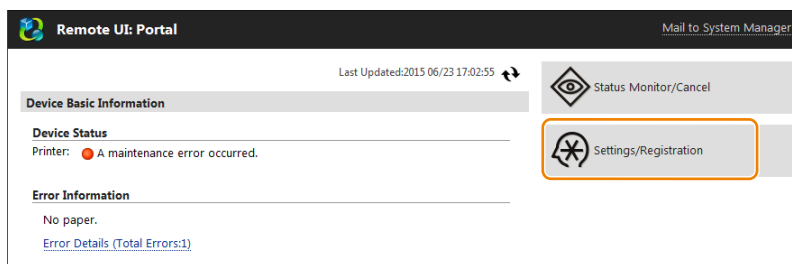 Remote UI: Portal
Mail to System Manager
Last Updated:2015 06/23 17:02:55
Device Basic Information
Device Status
Printer: A maintenance error occurred.
Error Information
No paper.
Error Details (Total Errors:1)
Status Monitor/Cancel
Settings/Registration